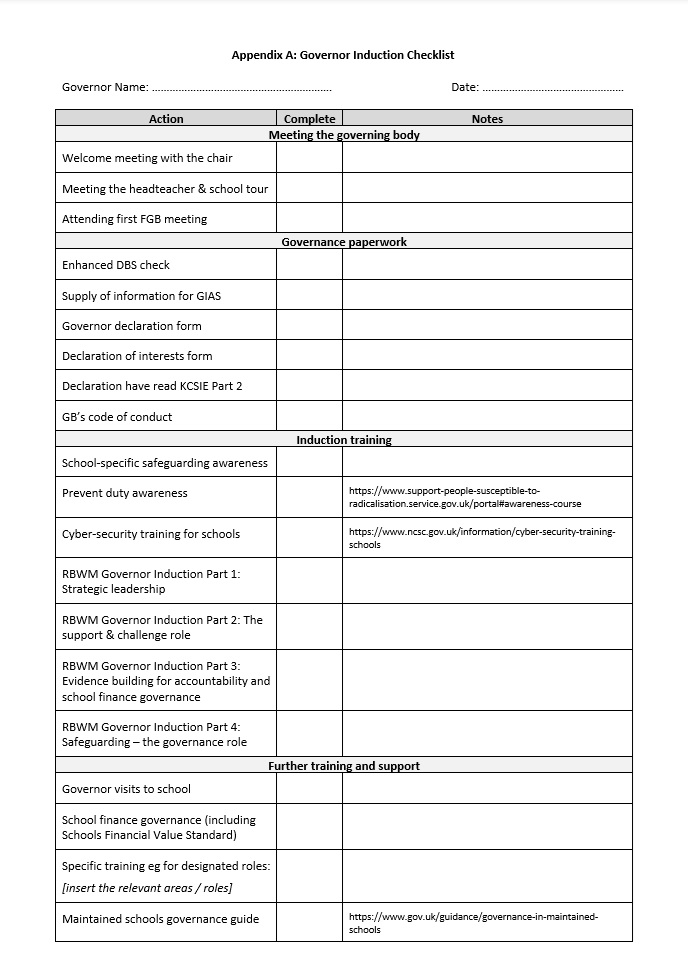 Appendix A: Governor Induction Checklist
Governor Name: ............................................................ Date: ...............................................
Action Complete Notes
Meeting the governing body
Welcome meeting with the chair
Meeting the headteacher & school tour
Attending first FGB meeting
Governance paperwork
Enhanced DBS check
Supply of information for GIAS
Governor declaration form
Declaration of interests form
Declaration have read KCSIE Part 2
GB’s code of conduct
Induction training
School-specific safeguarding awareness
Prevent duty awareness
https://www.support-people-susceptible-to-
radicalisation.service.gov.uk/portal#awareness-course
Cyber-security training for schools
https://www.ncsc.gov.uk/information/cyber-security-training-
schools
RBWM Governor Induction Part 1:
Strategic leadership
RBWM Governor Induction Part 2: The
support & challenge role
RBWM Governor Induction Part 3:
Evidence building for accountability and
school finance governance
RBWM Governor Induction Part 4:
Safeguarding – the governance role
Further training and support
Governor visits to school
School finance governance (including
Schools Financial Value Standard)
Specific training eg for designated roles:
[insert the relevant areas / roles]
Maintained schools governance guide
https://www.gov.uk/guidance/governance-in-maintained-
schools